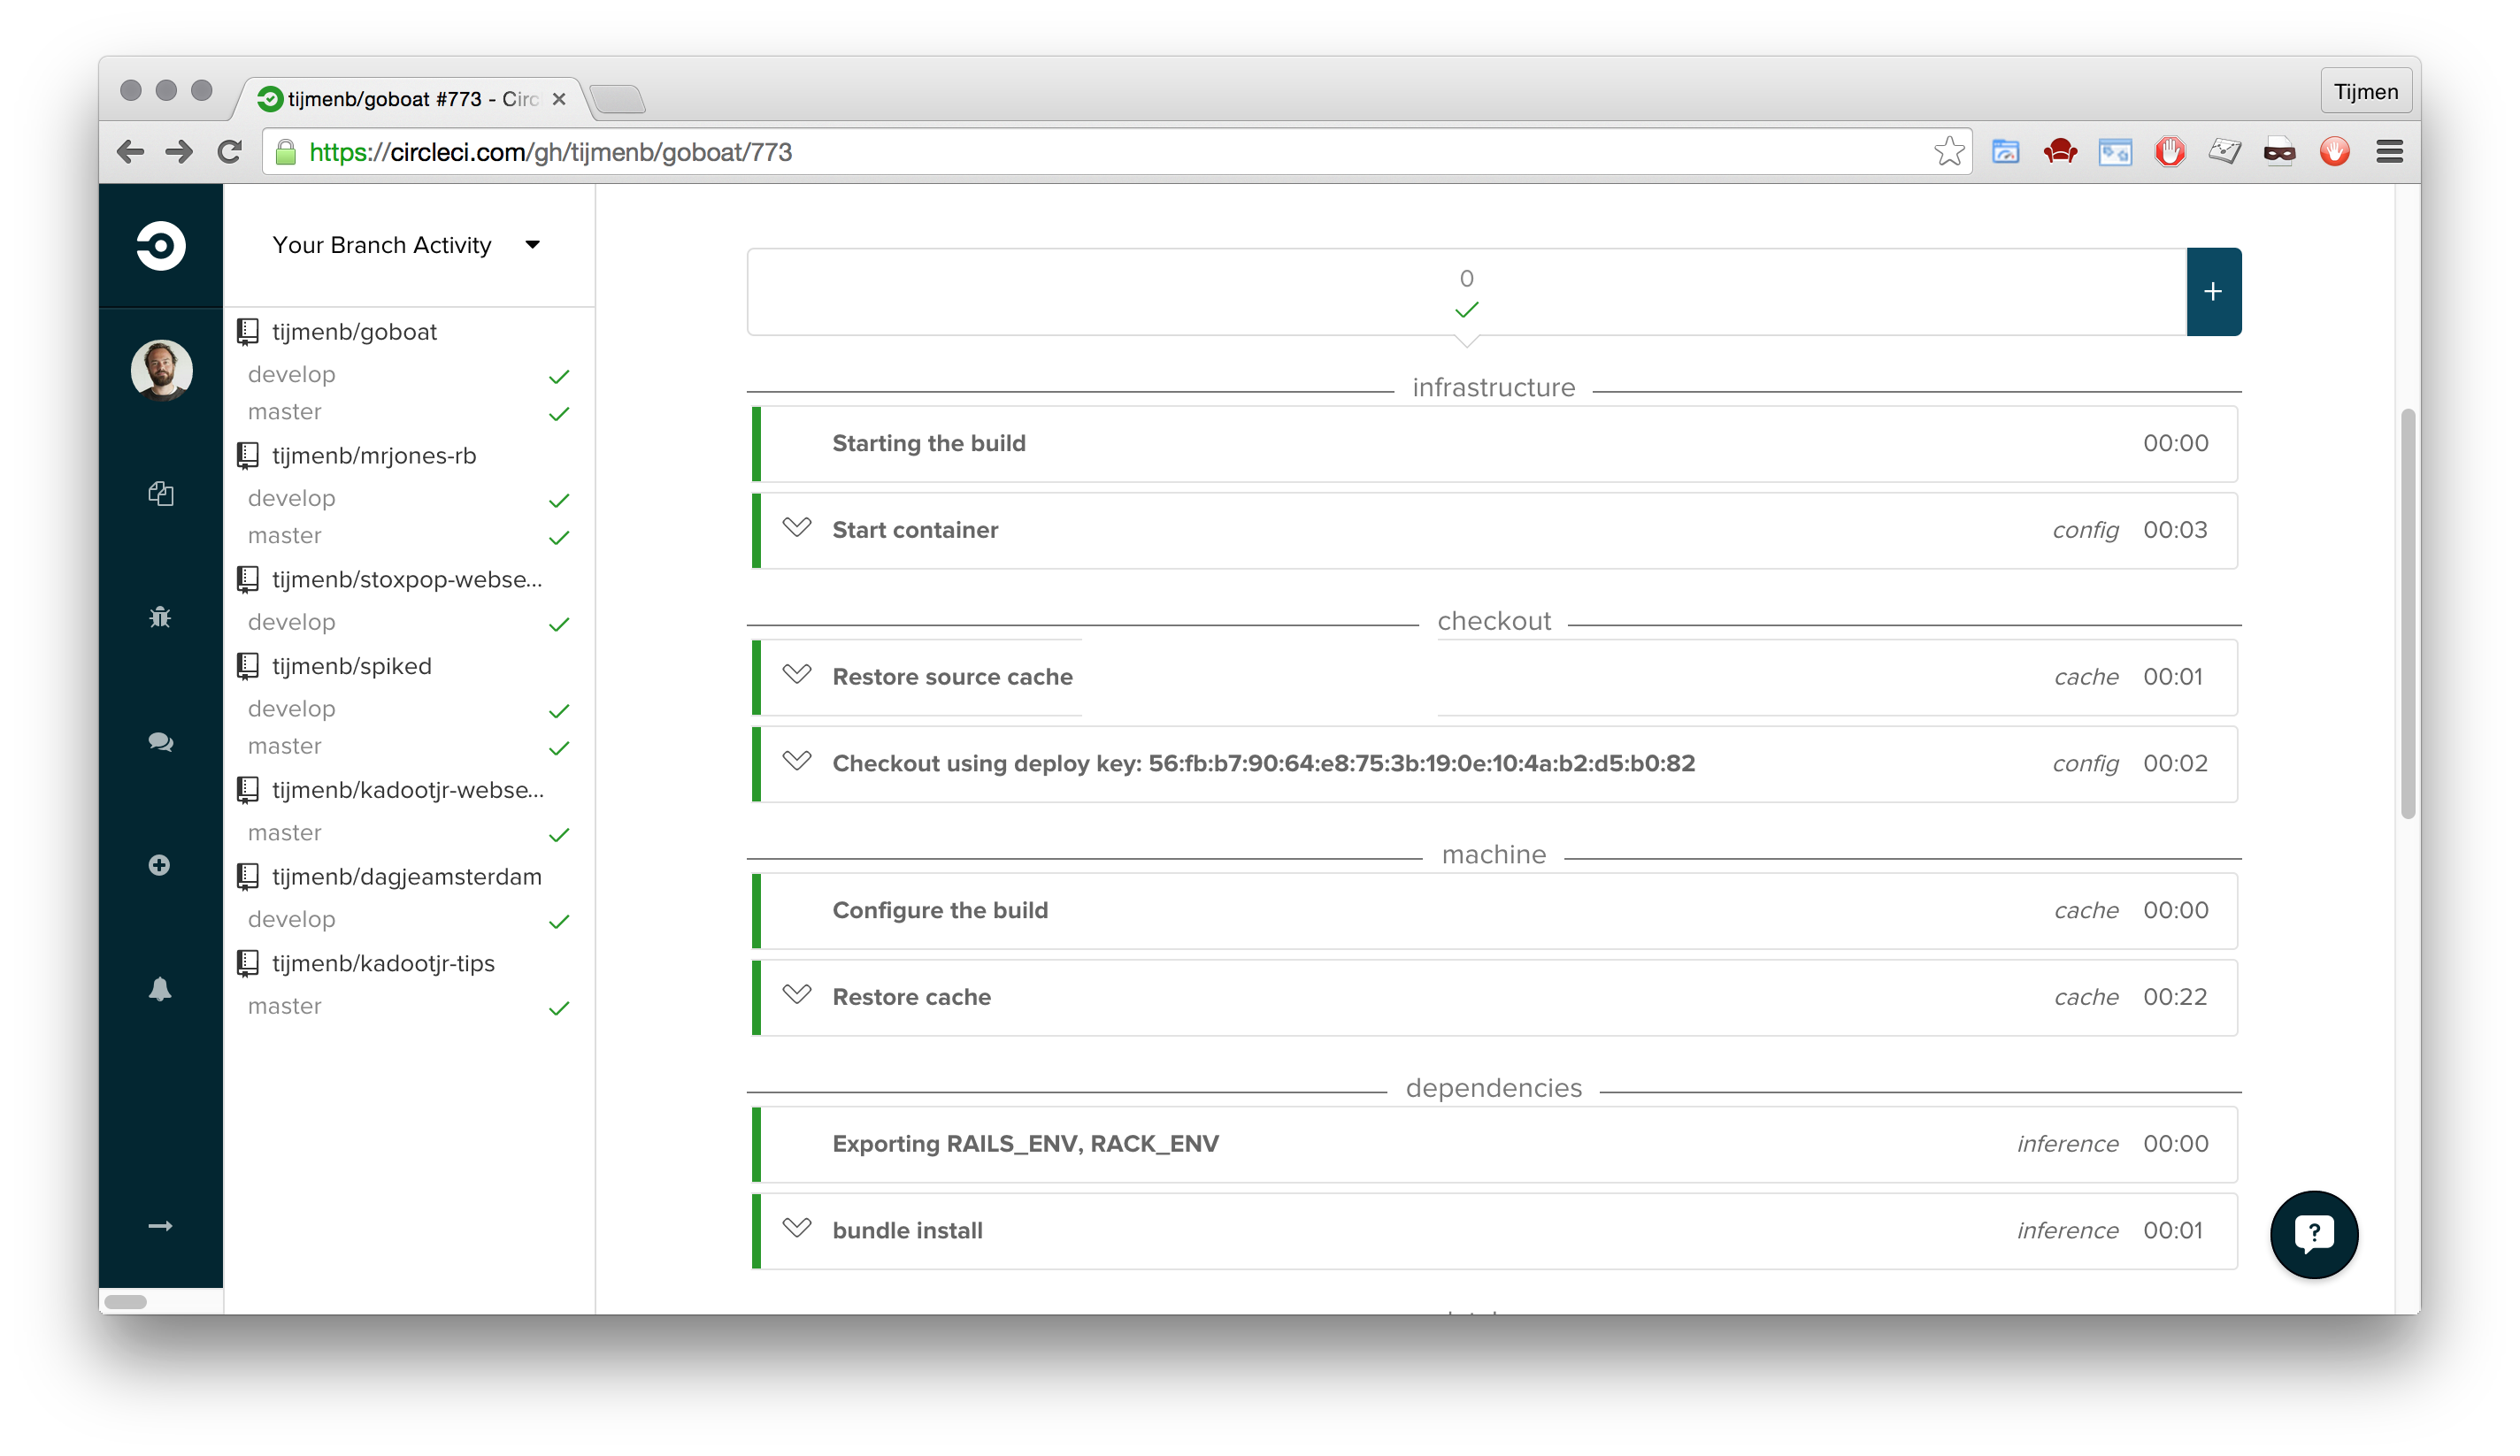 tijmenb/goboat #773 - Circ
Tijmen
https://circleci.com/gh/tijmenb/goboat/773
Your Branch Activity
tijmenb/goboat
develop
master
tijmenb/mrjones-rb
develop
master
tijmenb/stoxpop-webse...
develop
tijmenb/spiked
develop
master
tijmenb/kadootjr-webse...
master
tijmenb/dagjeamsterdam
develop
tijmenb/kadootjr-tips
master
0
+
infrastructure
Starting the build 00:00
Start container config 00:03
checkout
Restore source cache cache 00:01
Checkout using deploy key: 56:fb:b7:90:64:e8:75:3b:19:0e:10:4a:b2:d5:b0:82 config 00:02
machine
Configure the build cache 00:00
Restore cache cache 00:22
dependencies
Exporting RAILS_ENV, RACK_ENV inference 00:00
bundle install inference 00:01
?